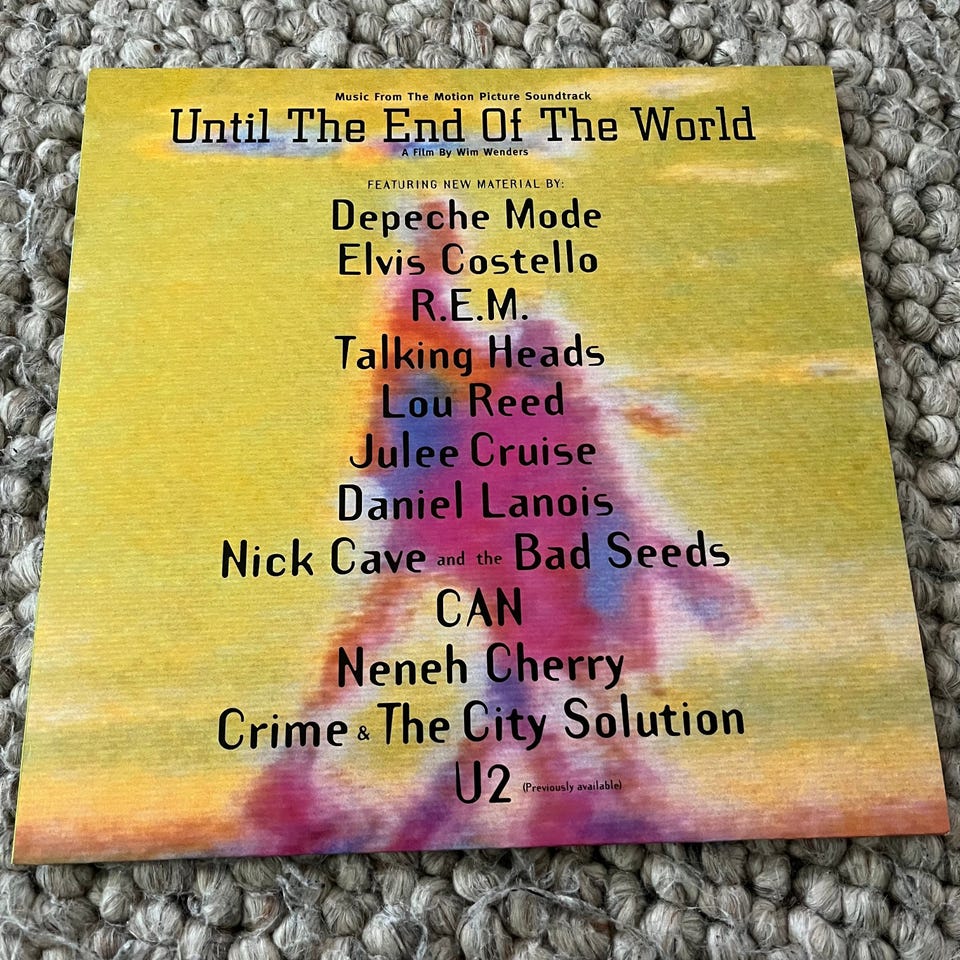 Music From The Motion Picture Soundtrack
Until The End Of The World
A Film By Wim Wenders
FEATURING NEW MATERIAL BY:
Depeche Mode
Elvis Costello
R.E.M.
Talking Heads
Lou Reed
Julee Cruise
Daniel Lanois
Nick Cave and the Bad Seeds
CAN
Neneh Cherry
Crime & The City Solution
U2 (Previously available)